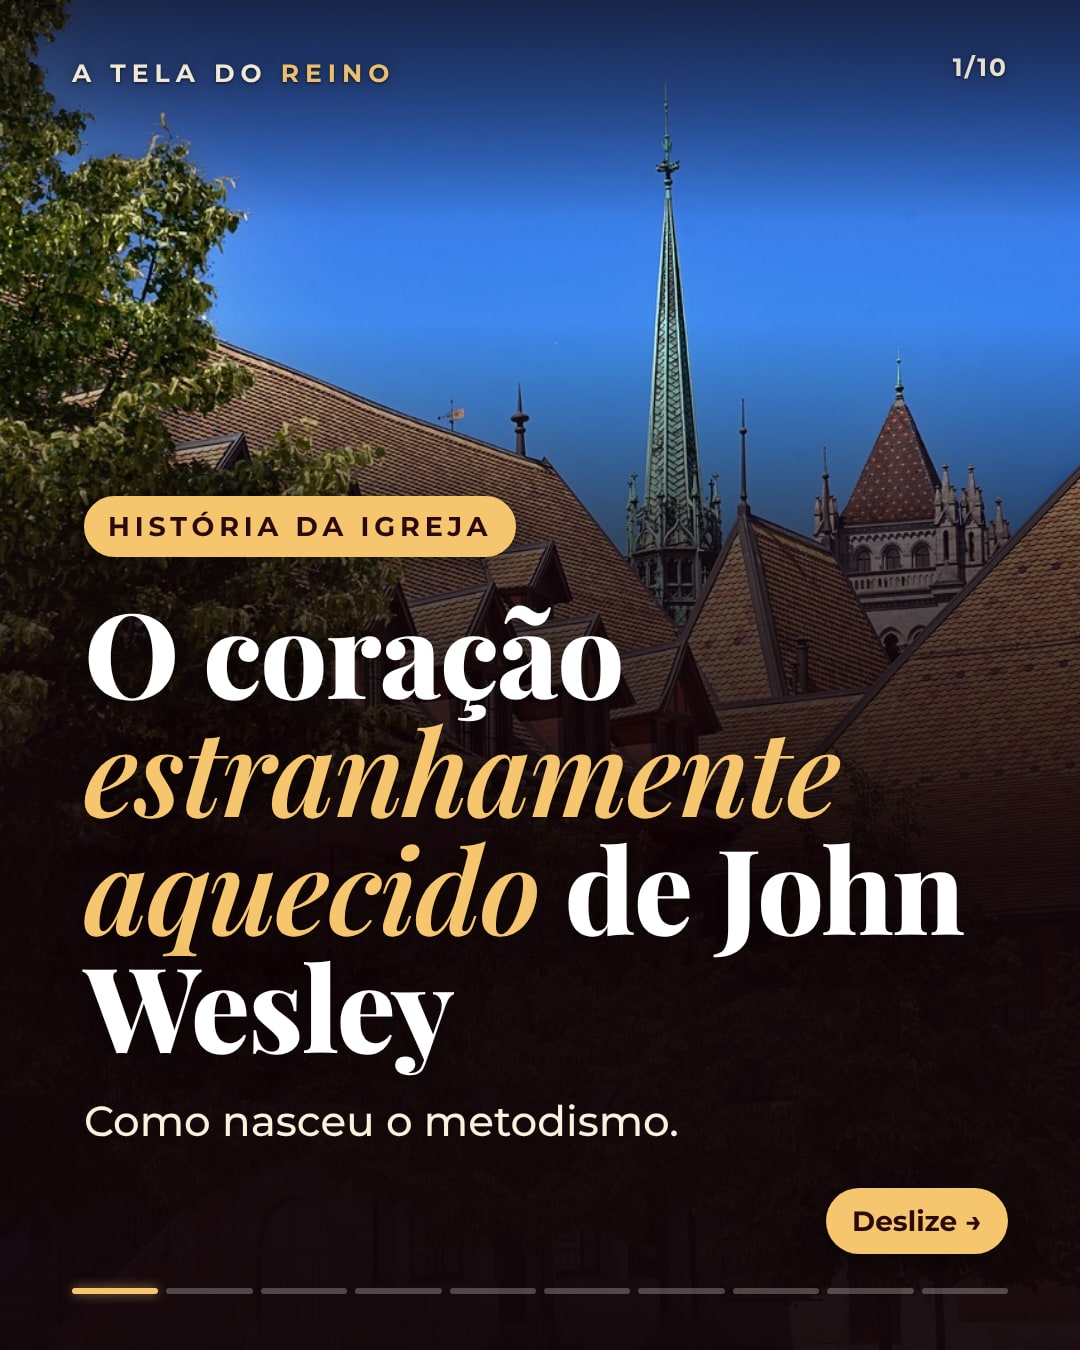 A TELA DO REINO
1/10
HISTÓRIA DA IGREJA
O coração
estranhamente
aquecido de John
Wesley
Como nasceu o metodismo.
Deslize →